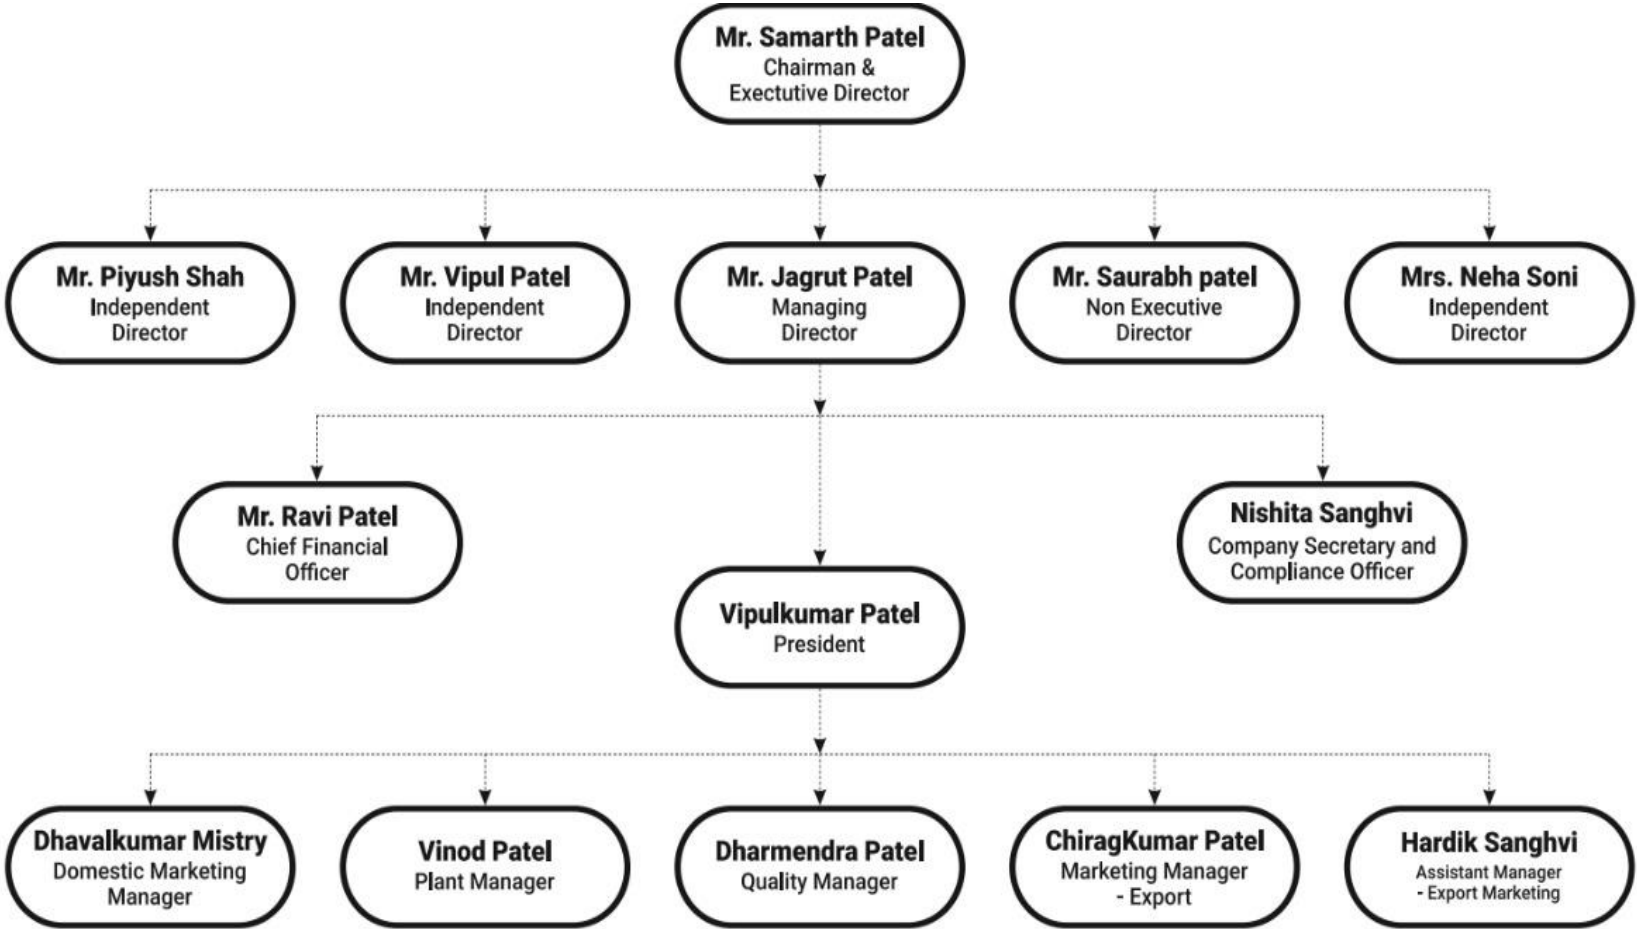 Mr. Samarth Patel
Chairman &
Exectutive Director
Mr. Piyush Shah
Independent
Director
Mr. Vipul Patel
Independent
Director
Mr. Jagrut Patel
Managing
Director
Mr. Saurabh patel
Non Executive
Director
Mrs. Neha Soni
Independent
Director
Mr. Ravi Patel
Chief Financial
Officer
Nishita Sanghvi
Company Secretary and
Compliance Officer
Vipulkumar Patel
President
Dhavalkumar Mistry
Domestic Marketing
Manager
Vinod Patel
Plant Manager
Dharmendra Patel
Quality Manager
ChiragKumar Patel
Marketing Manager
- Export
Hardik Sanghvi
Assistant Manager
- Export Marketing